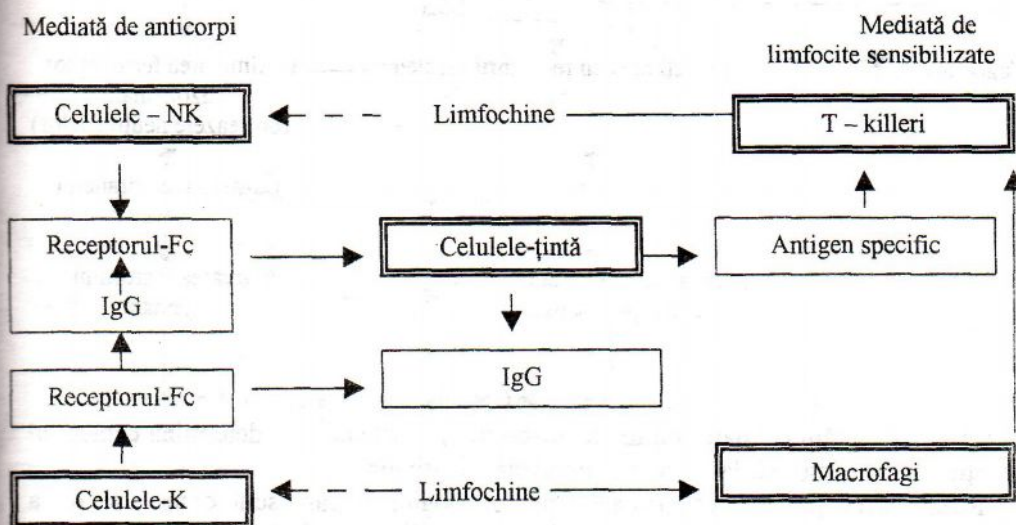 Mediată de anticorpi
Mediată de
limfocite sensibilizate
Celulele – NK
Limfochine
T – killeri
Receptorul-Fc
IgG
Celulele-țintă
Antigen specific
Receptorul-Fc
IgG
Celulele-K
Limfochine
Macrofagi